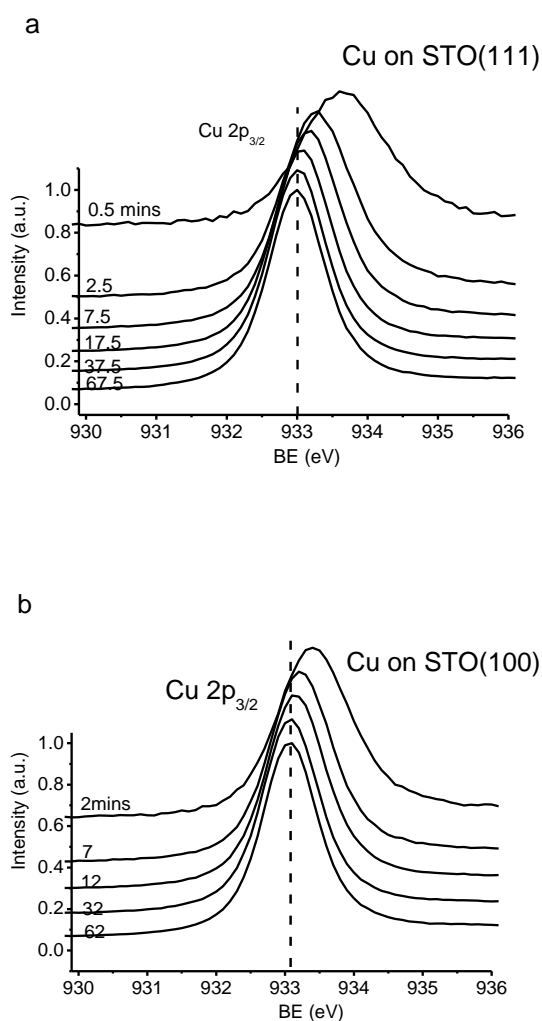 a
Cu on STO(111)
Cu 2p3/2
Intensity (a.u.)
1.0
0.8
0.6
0.4
0.2
0.0
0.5 mins
2.5
7.5
17.5
37.5
67.5
930 931 932 933 934 935 936
BE (eV)
b
Cu on STO(100)
Cu 2p3/2
Intensity (a.u.)
1.0
0.8
0.6
0.4
0.2
0.0
2mins
7
12
32
62
930 931 932 933 934 935 936
BE (eV)